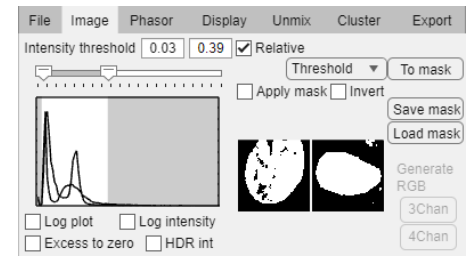 File Image Phasor Display Unmix Cluster Export
Intensity threshold 0.03 0.39 Relative
Threshold To mask
Apply mask Invert
Save mask
Load mask
Generate
RGB
3Chan
4Chan
Log plot Log intensity
Excess to zero HDR int